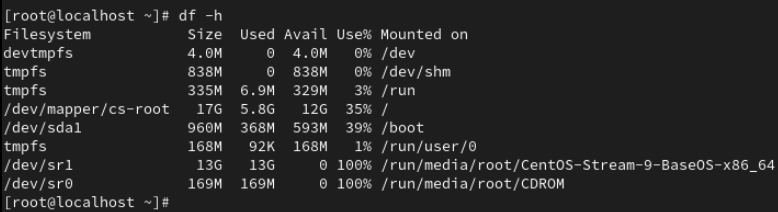 [root@localhost ~]# df -h
Filesystem           Size  Used Avail Use% Mounted on
devtmpfs             4.0M     0  4.0M   0% /dev
tmpfs                838M     0  838M   0% /dev/shm
tmpfs                335M  6.9M  329M   3% /run
/dev/mapper/cs-root   17G  5.8G   12G  35% /
/dev/sda1            960M  368M  593M  39% /boot
tmpfs                168M   92K  168M   1% /run/user/0
/dev/sr1              13G   13G     0 100% /run/media/root/CentOS-Stream-9-BaseOS-x86_64
/dev/sr0             169M  169M     0 100% /run/media/root/CDROM
[root@localhost ~]#